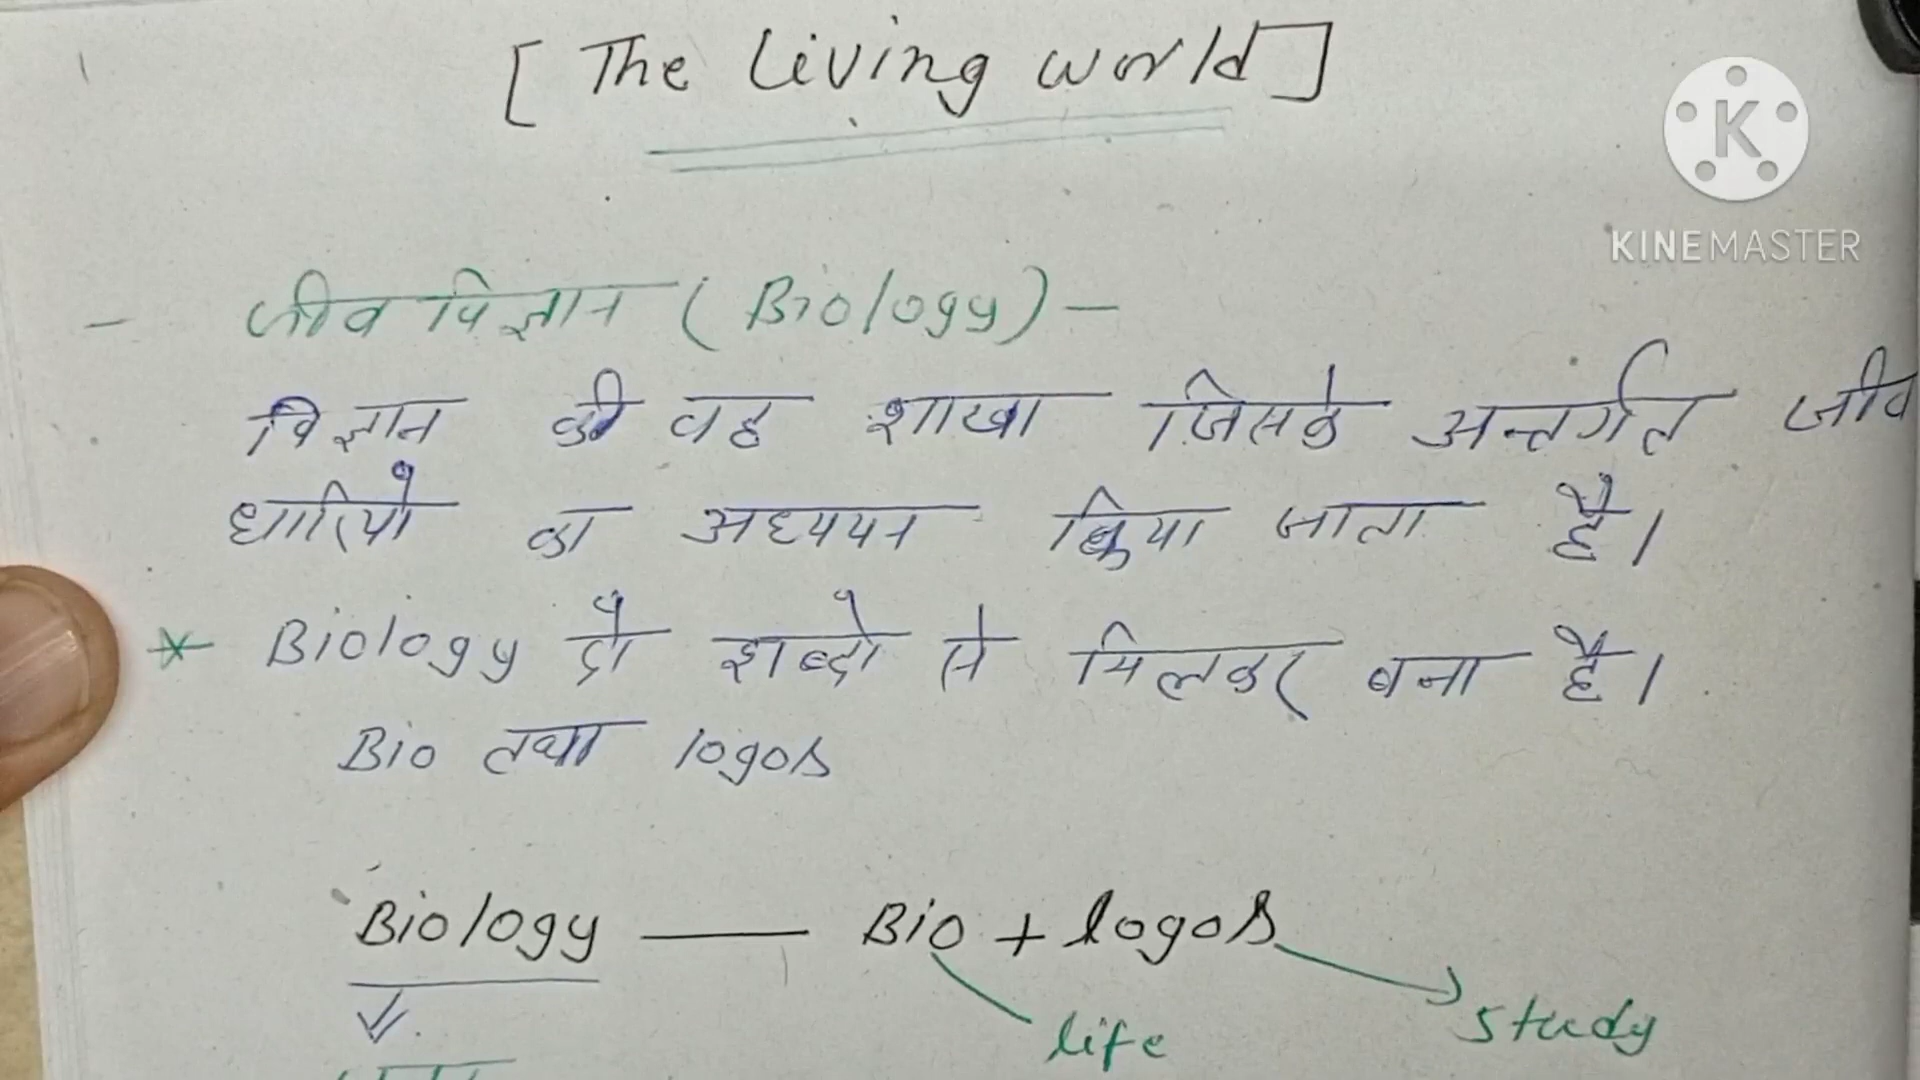 [The Living world]
K
KINEMASTER
- जीव विज्ञान (Biology) -
विज्ञान की वह शाखा जिसके अन्तर्गत जीव
धारियो का अध्ययन किया जाता है।
* Biology दो शब्दो से मिलकर बना है।
Bio तथा logos
Biology — Bio + logos
life study